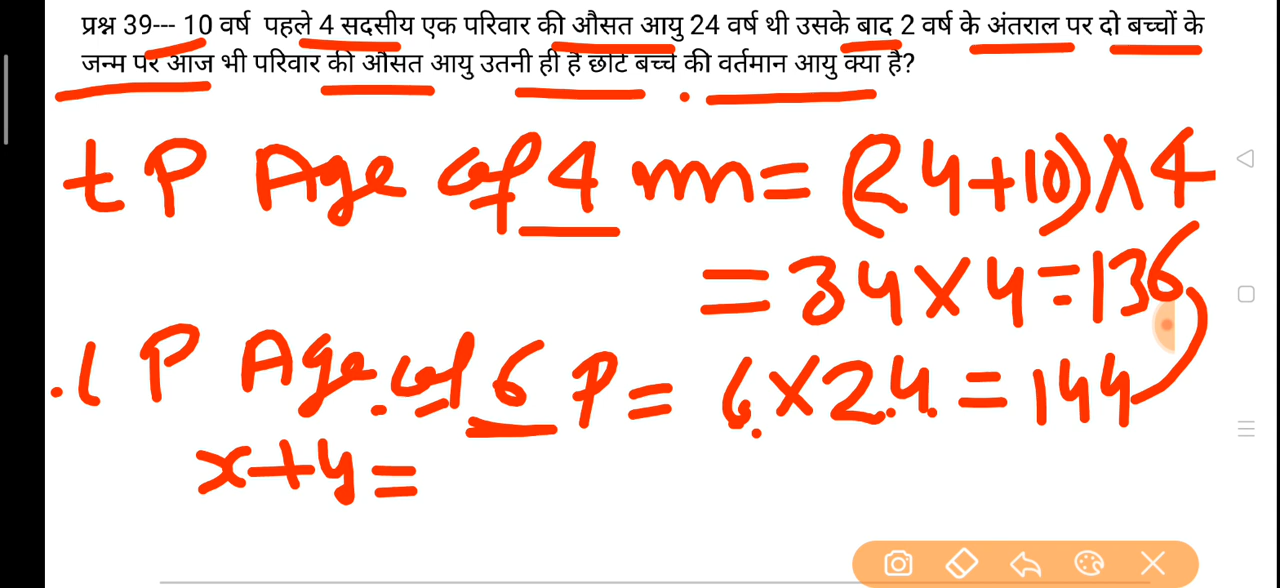 प्रश्न 39--- 10 वर्ष पहले 4 सदसीय एक परिवार की औसत आयु 24 वर्ष थी उसके बाद 2 वर्ष के अंतराल पर दो बच्चों के
जन्म पर आज भी परिवार की औसत आयु उतनी ही है छोटे बच्चे की वर्तमान आयु क्या है?
t P Age of 4 m = (24+10)×4
= 34×4=136
t P Age of 6 P = 6×24=144
x+y=